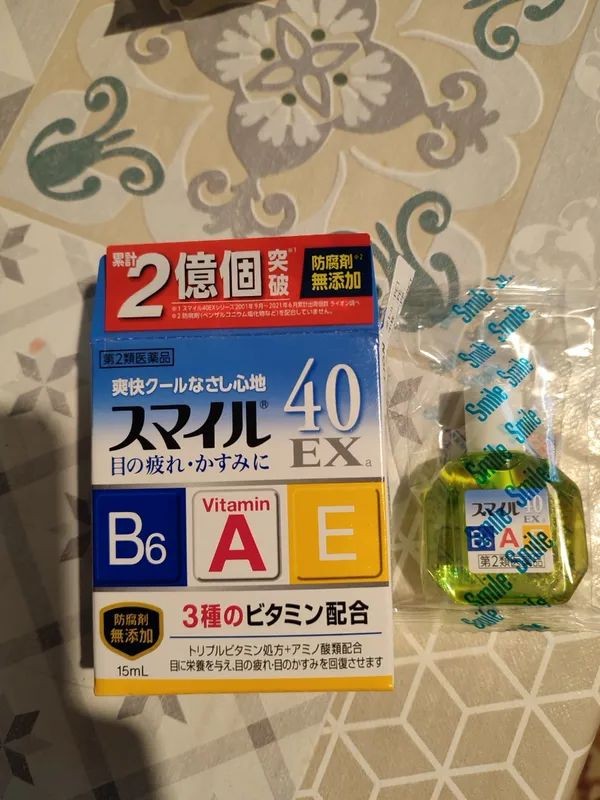 累計
2億個
突破※1
防腐剤※2
無添加
※1 スマイル40EXシリーズ2001年9月～2021年6月累計出荷個数 ライオン調べ
※2 防腐剤(ベンザルコニウム塩化物など)を配合していません。
第2類医薬品
爽快クールなさし心地
スマイル® 40
EX a
目の疲れ・かすみに
B6
Vitamin
A
E
3種のビタミン配合
防腐剤
無添加
15mL
トリプルビタミン処方+アミノ酸類配合
目に栄養を与え、目の疲れ・目のかすみを回復させます
Smile
Smile
Smile
Smile
Smile
Smile
Smile
スマイル 40
EX a
B6 A E
第2類医薬品
Smile
Smile
Smile